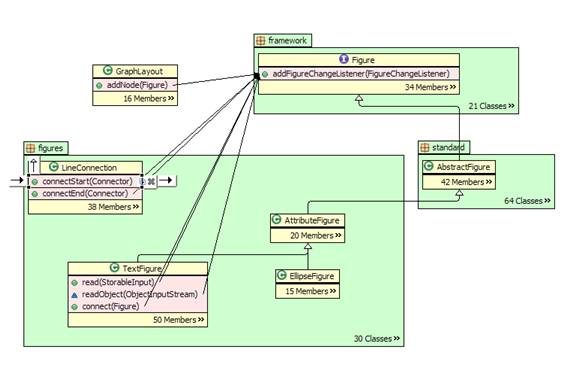 framework
Figure
addFigureChangeListener(FigureChangeListener)
34 Members »
21 Classes »
GraphLayout
addNode(Figure)
16 Members »
figures
LineConnection
connectStart(Connector)
connectEnd(Connector)
38 Members »
standard
AbstractFigure
42 Members »
64 Classes »
AttributeFigure
20 Members »
TextFigure
read(StorableInput)
readObject(ObjectInputStream)
connect(Figure)
50 Members »
EllipseFigure
15 Members »
30 Classes »